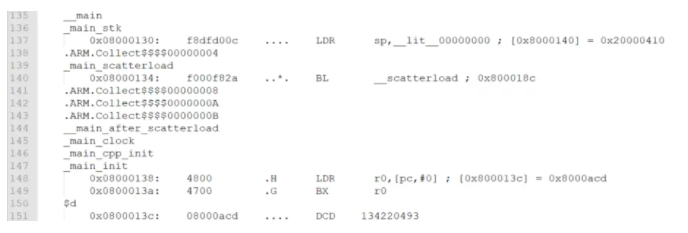 135 __main
136 _main_stk
137 0x08000130: f8dfd00c .... LDR sp,__lit__00000000 ; [0x8000140] = 0x20000410
138 .ARM.Collect$$$$00000004
139 _main_scatterload
140 0x08000134: f000f82a ..*. BL __scatterload ; 0x800018c
141 .ARM.Collect$$$$00000008
142 .ARM.Collect$$$$0000000A
143 .ARM.Collect$$$$0000000B
144 __main_after_scatterload
145 _main_clock
146 _main_cpp_init
147 _main_init
148 0x08000138: 4800 .H LDR r0,[pc,#0] ; [0x800013c] = 0x8000acd
149 0x0800013a: 4700 .G BX r0
150 $d
151 0x0800013c: 08000acd .... DCD 134220493